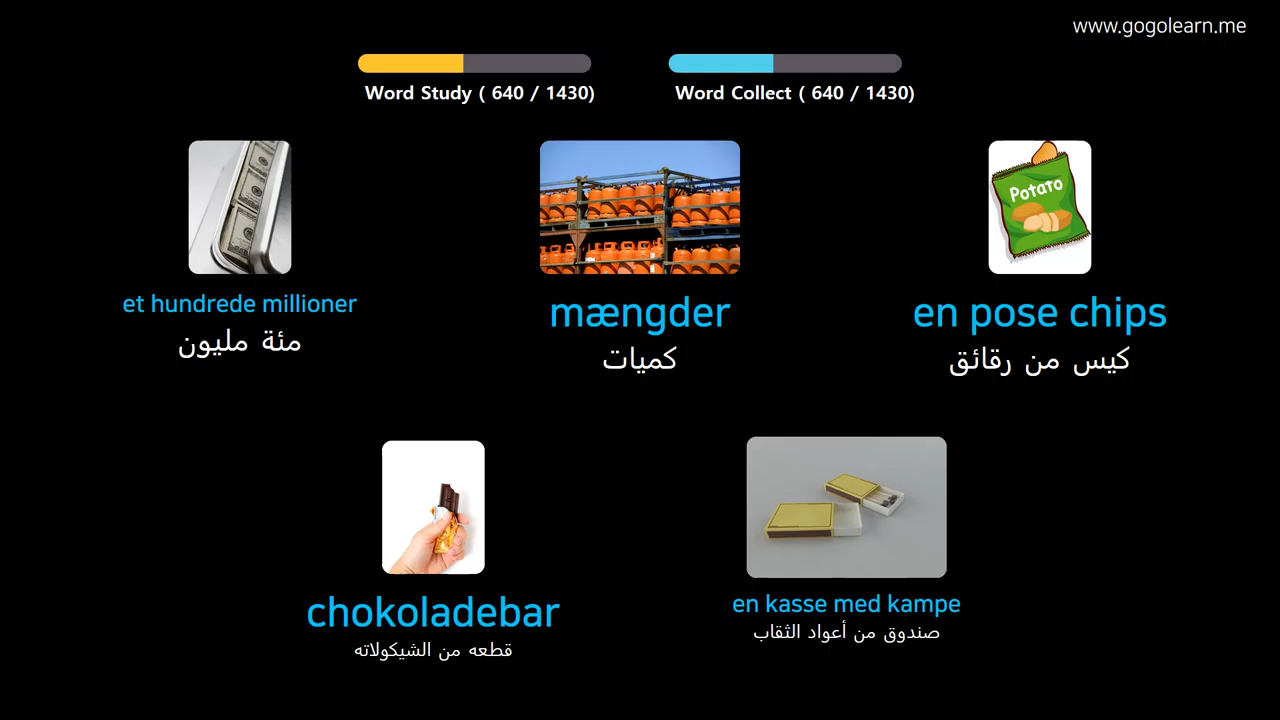 www.gogolearn.me
Word Study ( 640 / 1430)
Word Collect ( 640 / 1430)
Potato
et hundrede millioner
مئة مليون
mængder
كميات
en pose chips
كيس من رقائق
chokoladebar
قطعه من الشيكولاته
en kasse med kampe
صندوق من أعواد الثقاب